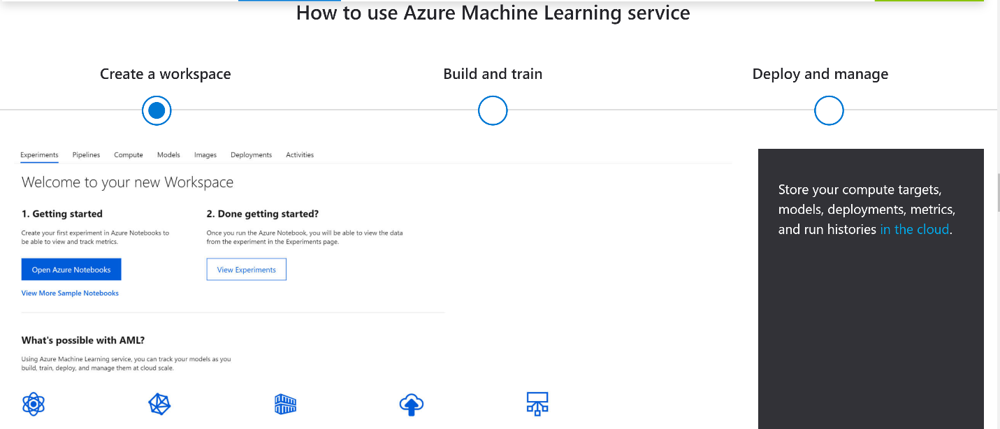 How to use Azure Machine Learning service
Create a workspace
Build and train
Deploy and manage
Experiments Pipelines Compute Models Images Deployments Activities
Welcome to your new Workspace
1. Getting started
Create your first experiment in Azure Notebooks to
be able to view and track metrics.
Open Azure Notebooks
View More Sample Notebooks
2. Done getting started?
Once you run the Azure Notebook, you will be able to view the data
from the experiment in the Experiments page.
View Experiments
What's possible with AML?
Using Azure Machine Learning service, you can track your models as you
build, train, deploy, and manage them at cloud scale.
Store your compute targets,
models, deployments, metrics,
and run histories in the cloud.